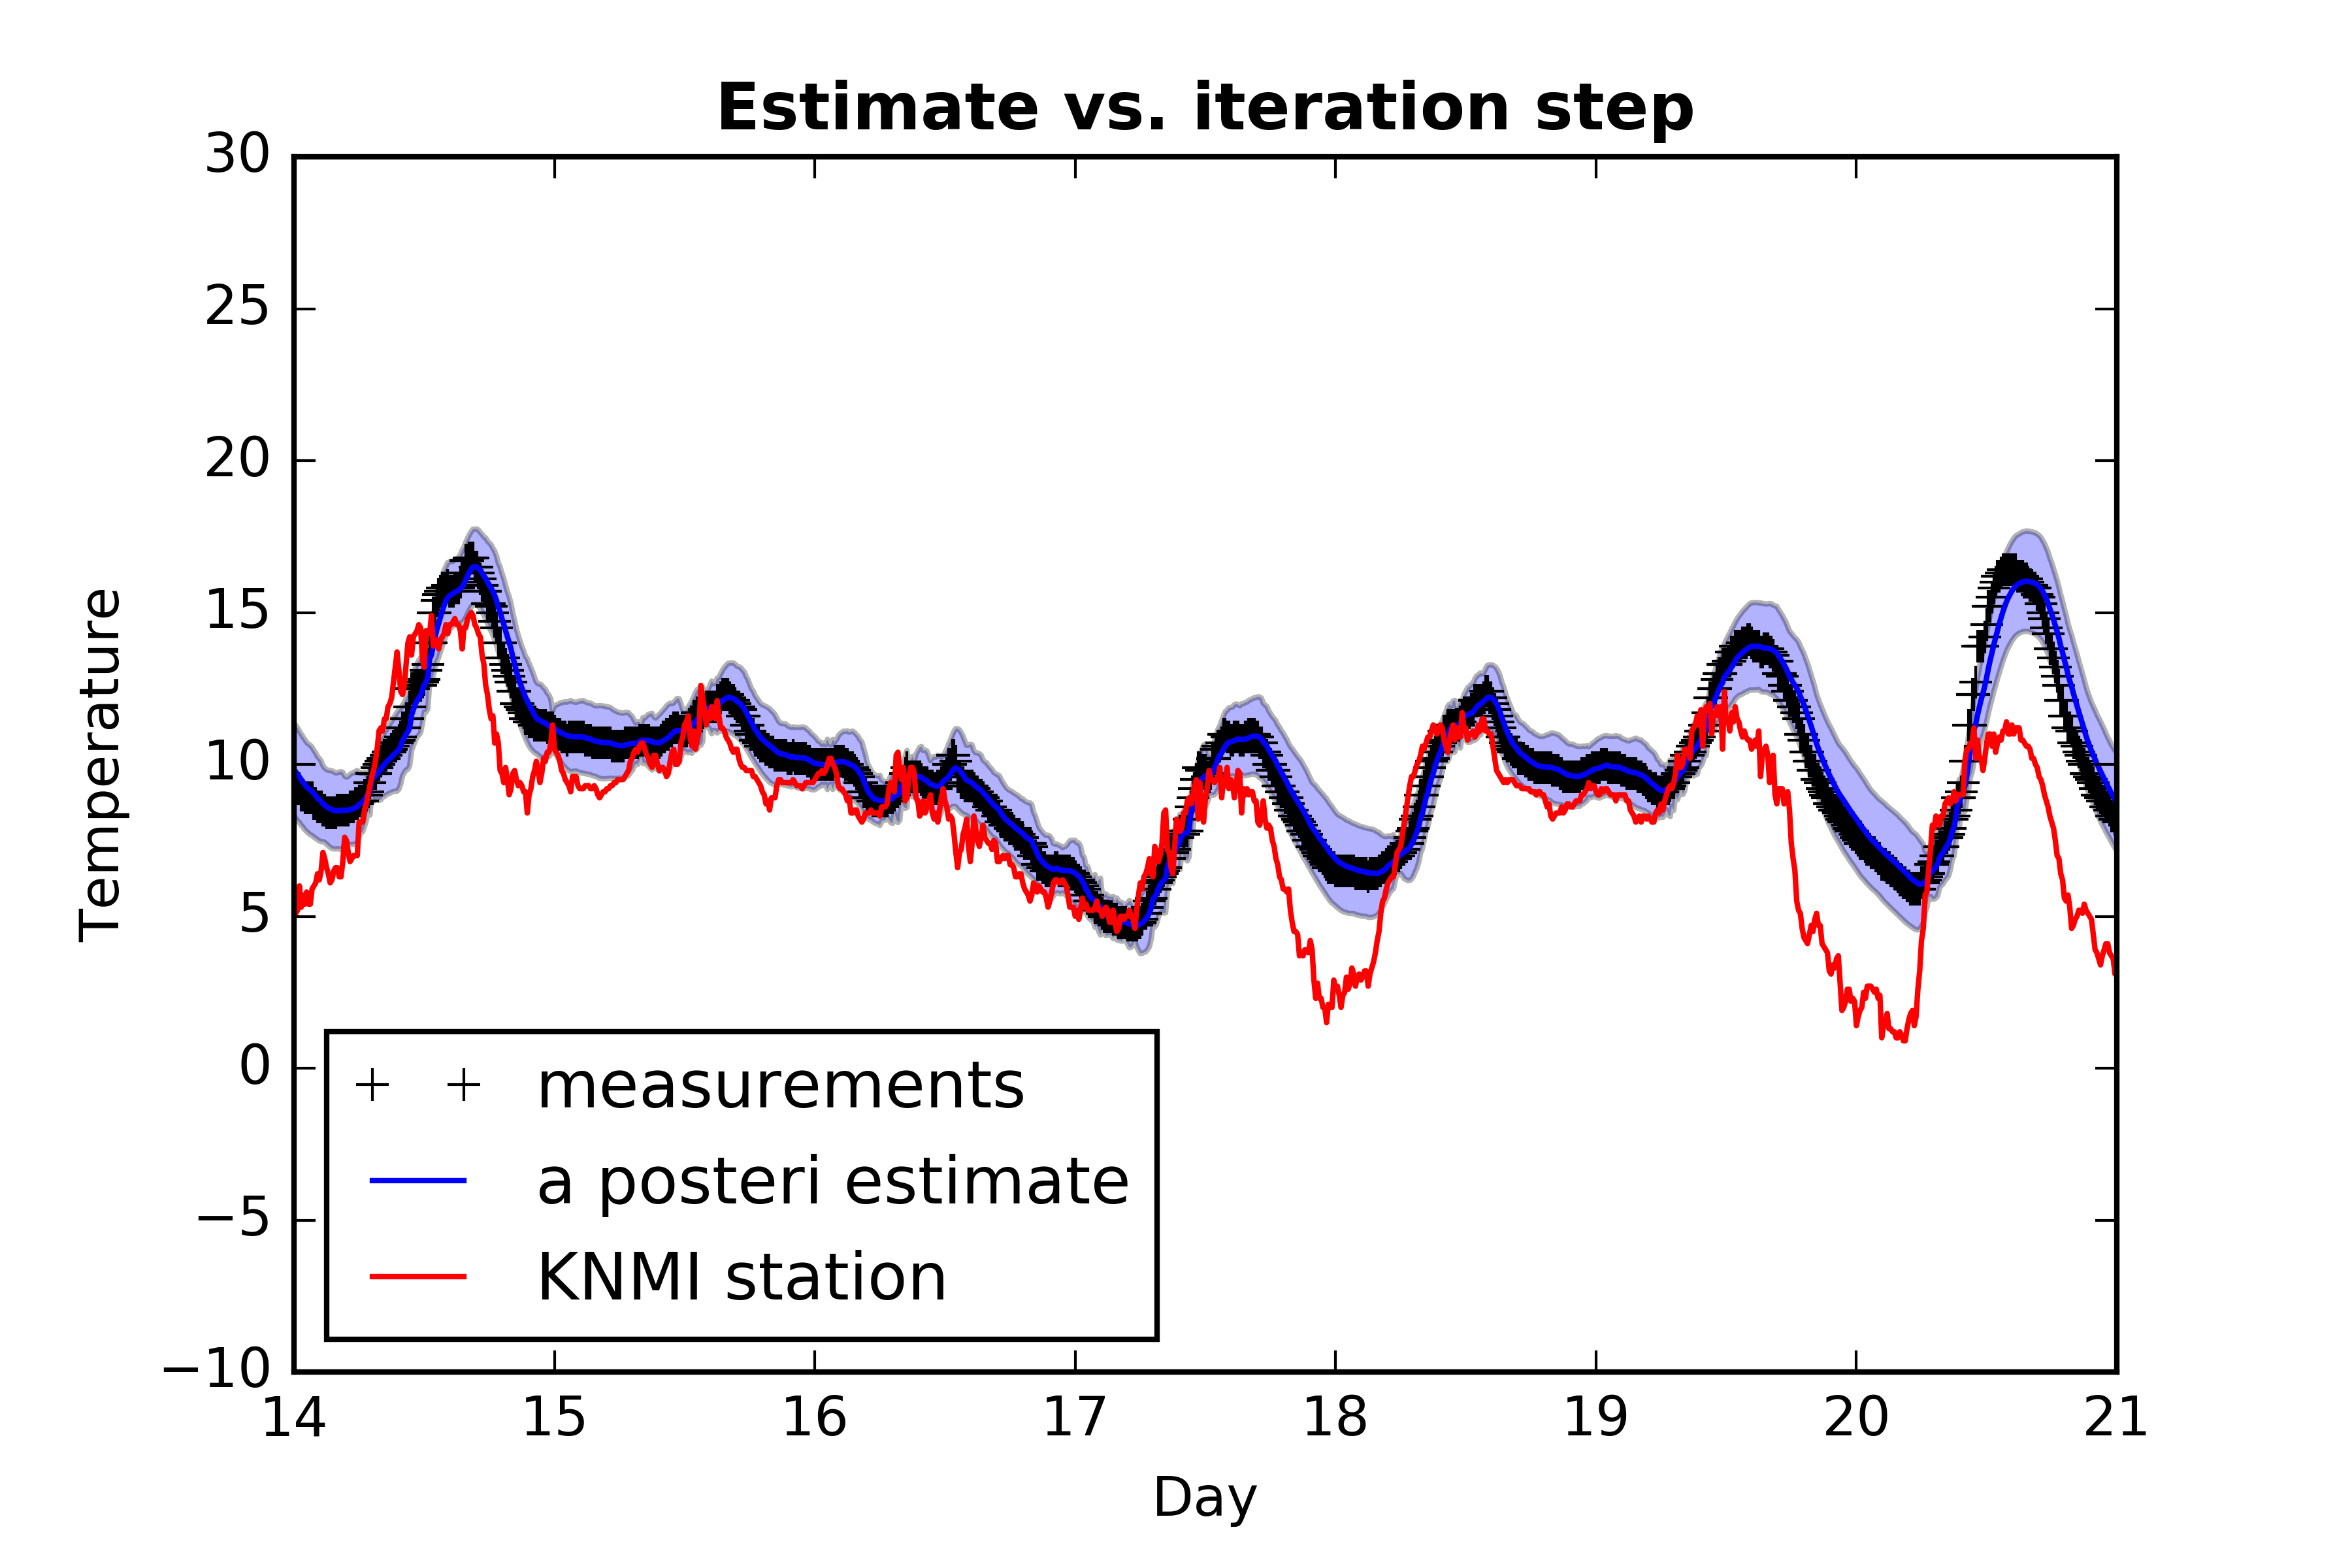 Estimate vs. iteration step
30
25
20
15
10
5
0
−5
−10
Temperature
measurements
a posteri estimate
KNMI station
14 15 16 17 18 19 20 21
Day